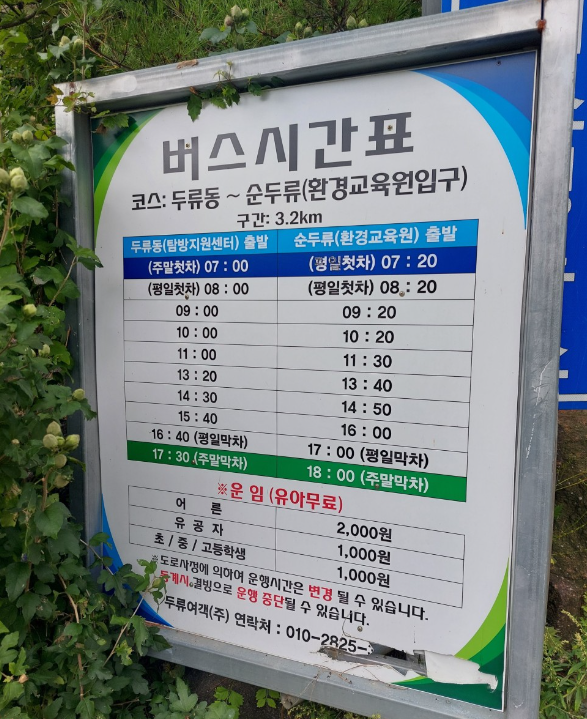 버스시간표
코스: 두류동 ~ 순두류(환경교육원입구)
구간: 3.2km
두류동(탐방지원센터) 출발 순두류(환경교육원) 출발
(주말첫차) 07 : 00 (평일첫차) 07 : 20
(평일첫차) 08 : 00 (평일첫차) 08 : 20
09 : 00 09 : 20
10 : 00 10 : 20
11 : 00 11 : 30
13 : 20 13 : 40
14 : 30 14 : 50
15 : 40 16 : 00
16 : 40 (평일막차) 17 : 00 (평일막차)
17 : 30 (주말막차) 18 : 00 (주말막차)
※운 임 (유아무료)
어 른 2,000원
유 공 자 1,000원
초 / 중 / 고등학생 1,000원
※도로사정에 의하여 운행시간은 변경 될 수 있습니다.
동계시 결빙으로 운행 중단될 수 있습니다.
두류여객(주) 연락처 : 010-2825-